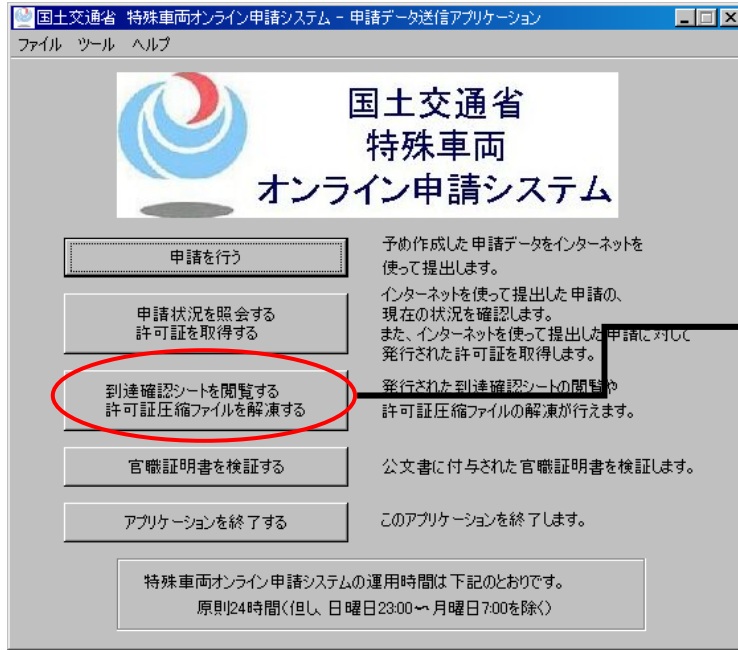 国土交通省 特殊車両オンライン申請システム - 申請データ送信アプリケーション
ファイル ツール ヘルプ
国土交通省
特殊車両
オンライン申請システム
申請を行う
予め作成した申請データをインターネットを
使って提出します。
申請状況を照会する
許可証を取得する
インターネットを使って提出した申請の、
現在の状況を確認します。
また、インターネットを使って提出した申請に対して
発行された許可証を取得します。
到達確認シートを閲覧する
許可証圧縮ファイルを解凍する
発行された到達確認シートの閲覧や
許可証圧縮ファイルの解凍が行えます。
官職証明書を検証する
公文書に付与された官職証明書を検証します。
アプリケーションを終了する
このアプリケーションを終了します。
特殊車両オンライン申請システムの運用時間は下記のとおりです。
原則24時間(但し、日曜日23:00〜月曜日7:00を除く)